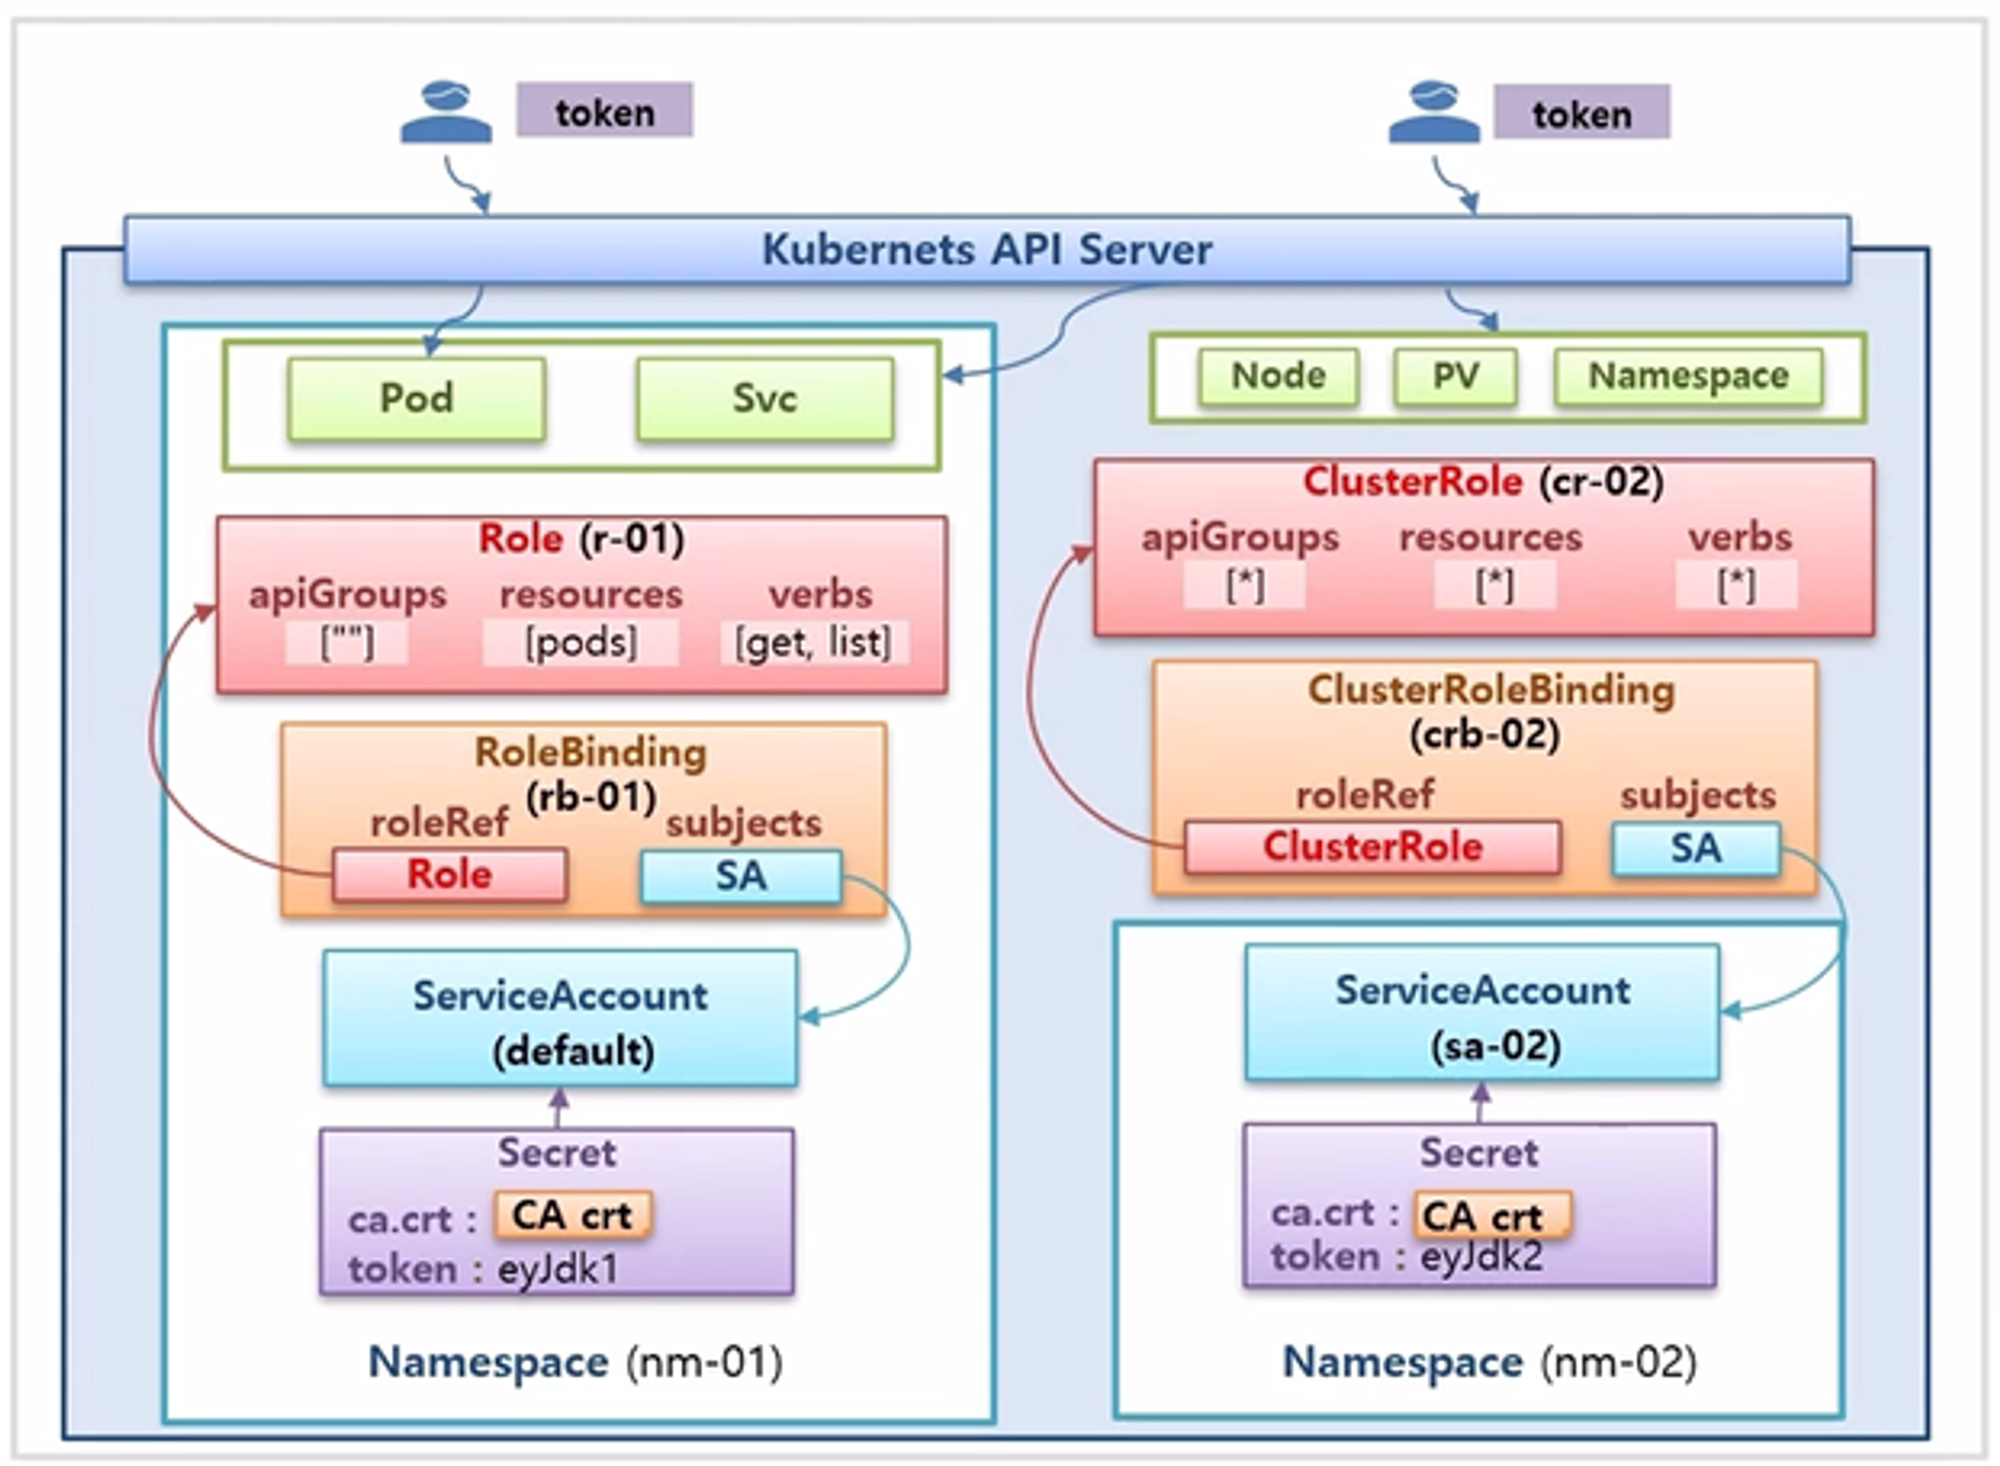 token
token
Kubernets API Server
Pod
Svc
Role (r-01)
apiGroups resources verbs
[""] [pods] [get, list]
RoleBinding
(rb-01)
roleRef subjects
Role SA
ServiceAccount
(default)
Secret
ca.crt : CA crt
token : eyJdk1
Namespace (nm-01)
Node PV Namespace
ClusterRole (cr-02)
apiGroups resources verbs
[*] [*] [*]
ClusterRoleBinding
(crb-02)
roleRef subjects
ClusterRole SA
ServiceAccount
(sa-02)
Secret
ca.crt : CA crt
token : eyJdk2
Namespace (nm-02)